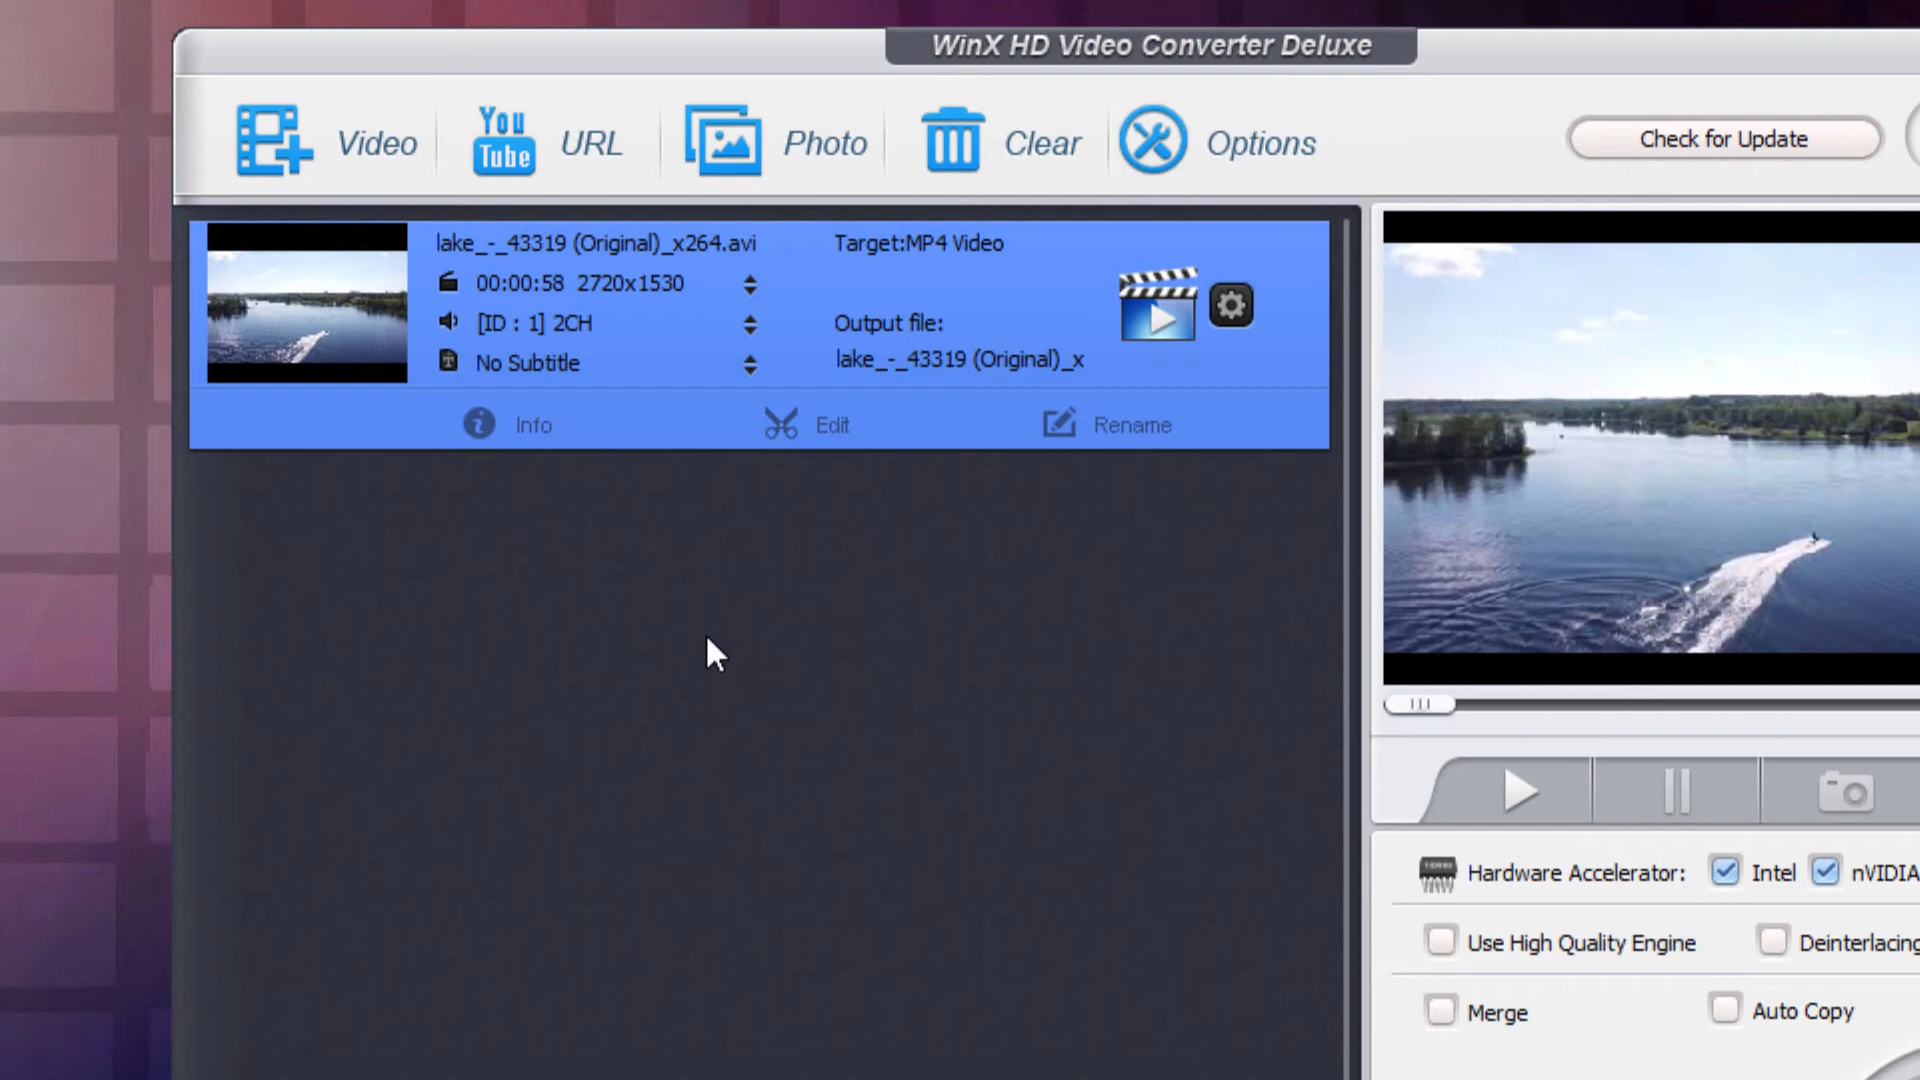 WinX HD Video Converter Deluxe
Video
You Tube URL
Photo
Clear
Options
Check for Update
lake_-_43319 (Original)_x264.avi
00:00:58 2720x1530
[ID : 1] 2CH
No Subtitle
Target:MP4 Video
Output file:
lake_-_43319 (Original)_x
Info
Edit
Rename
Hardware Accelerator:
Intel
nVIDIA
Use High Quality Engine
Deinterlacing
Merge
Auto Copy